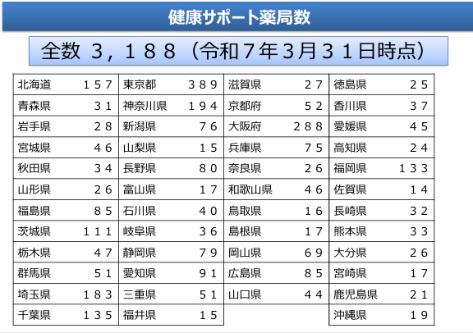 健康サポート薬局数
全数 3,188（令和7年3月31日時点）
北海道 157 東京都 389 滋賀県 27 徳島県 25
青森県 31 神奈川県 194 京都府 52 香川県 37
岩手県 28 新潟県 76 大阪府 288 愛媛県 45
宮城県 46 山梨県 15 兵庫県 75 高知県 24
秋田県 34 長野県 80 奈良県 26 福岡県 133
山形県 26 富山県 17 和歌山県 46 佐賀県 14
福島県 85 石川県 40 鳥取県 16 長崎県 32
茨城県 111 岐阜県 36 島根県 17 熊本県 33
栃木県 47 静岡県 79 岡山県 69 大分県 26
群馬県 51 愛知県 91 広島県 85 宮崎県 17
埼玉県 183 三重県 51 山口県 44 鹿児島県 21
千葉県 135 福井県 15 沖縄県 19